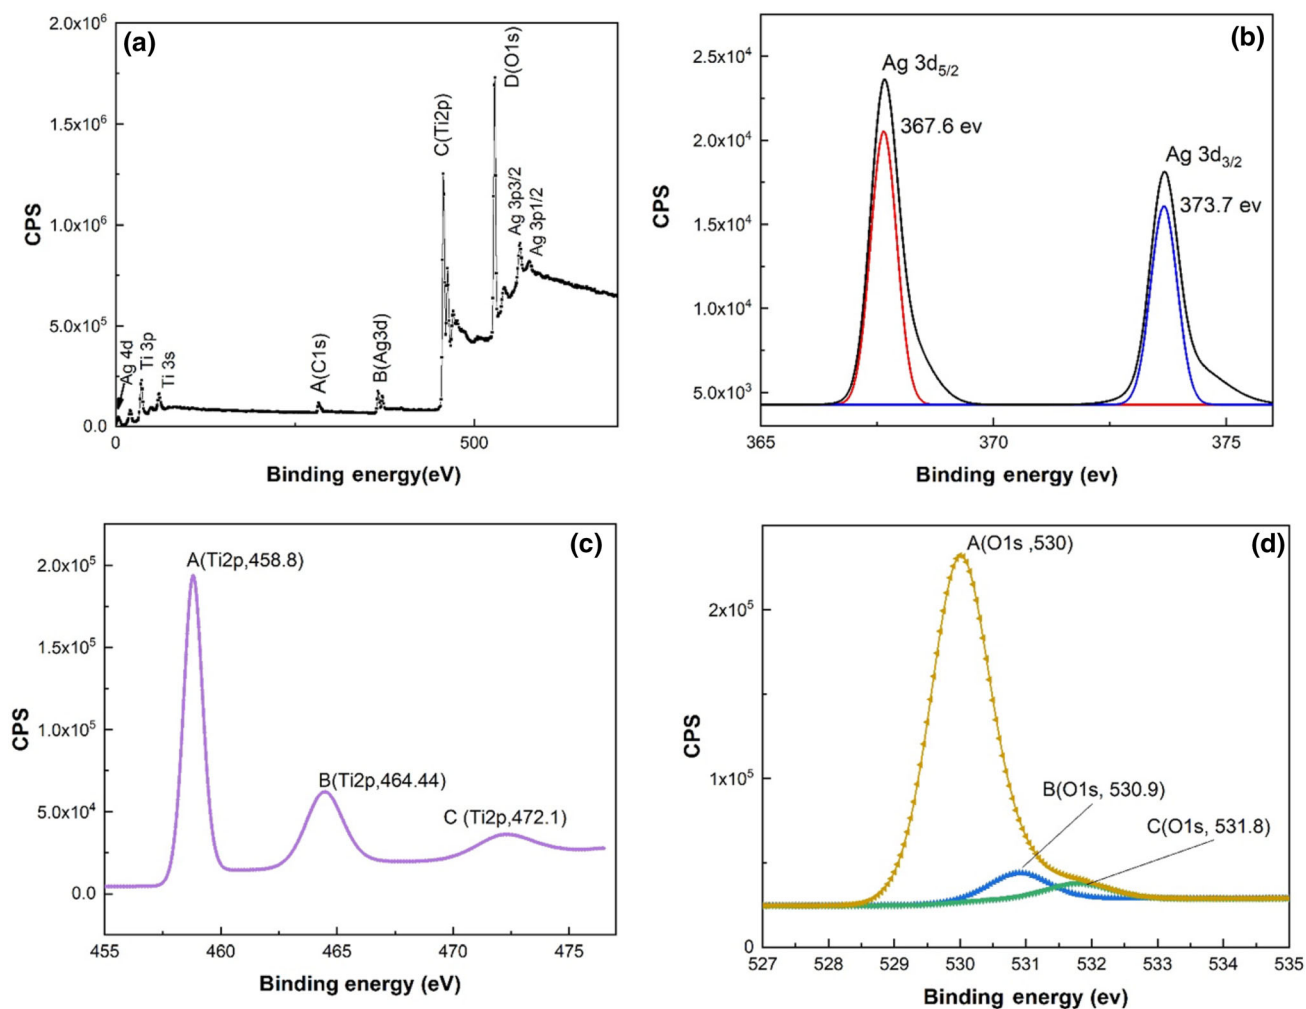 (a)
CPS
2.0x10⁶
1.5x10⁶
1.0x10⁶
5.0x10⁵
0.0
Ag 4d
Ti 3p
Ti 3s
A(C1s)
B(Ag3d)
C(Ti2p)
D(O1s)
Ag 3p3/2
Ag 3p1/2
0 500
Binding energy(eV)
(b)
CPS
2.5x10⁴
2.0x10⁴
1.5x10⁴
1.0x10⁴
5.0x10³
Ag 3d₅/₂
367.6 ev
Ag 3d₃/₂
373.7 ev
365 370 375
Binding energy (ev)
(c)
CPS
2.0x10⁵
1.5x10⁵
1.0x10⁵
5.0x10⁴
0.0
A(Ti2p,458.8)
B(Ti2p,464.44)
C (Ti2p,472.1)
455 460 465 470 475
Binding energy (eV)
(d)
CPS
2x10⁵
1x10⁵
0
A(O1s ,530)
B(O1s, 530.9)
C(O1s, 531.8)
527 528 529 530 531 532 533 534 535
Binding energy (ev)